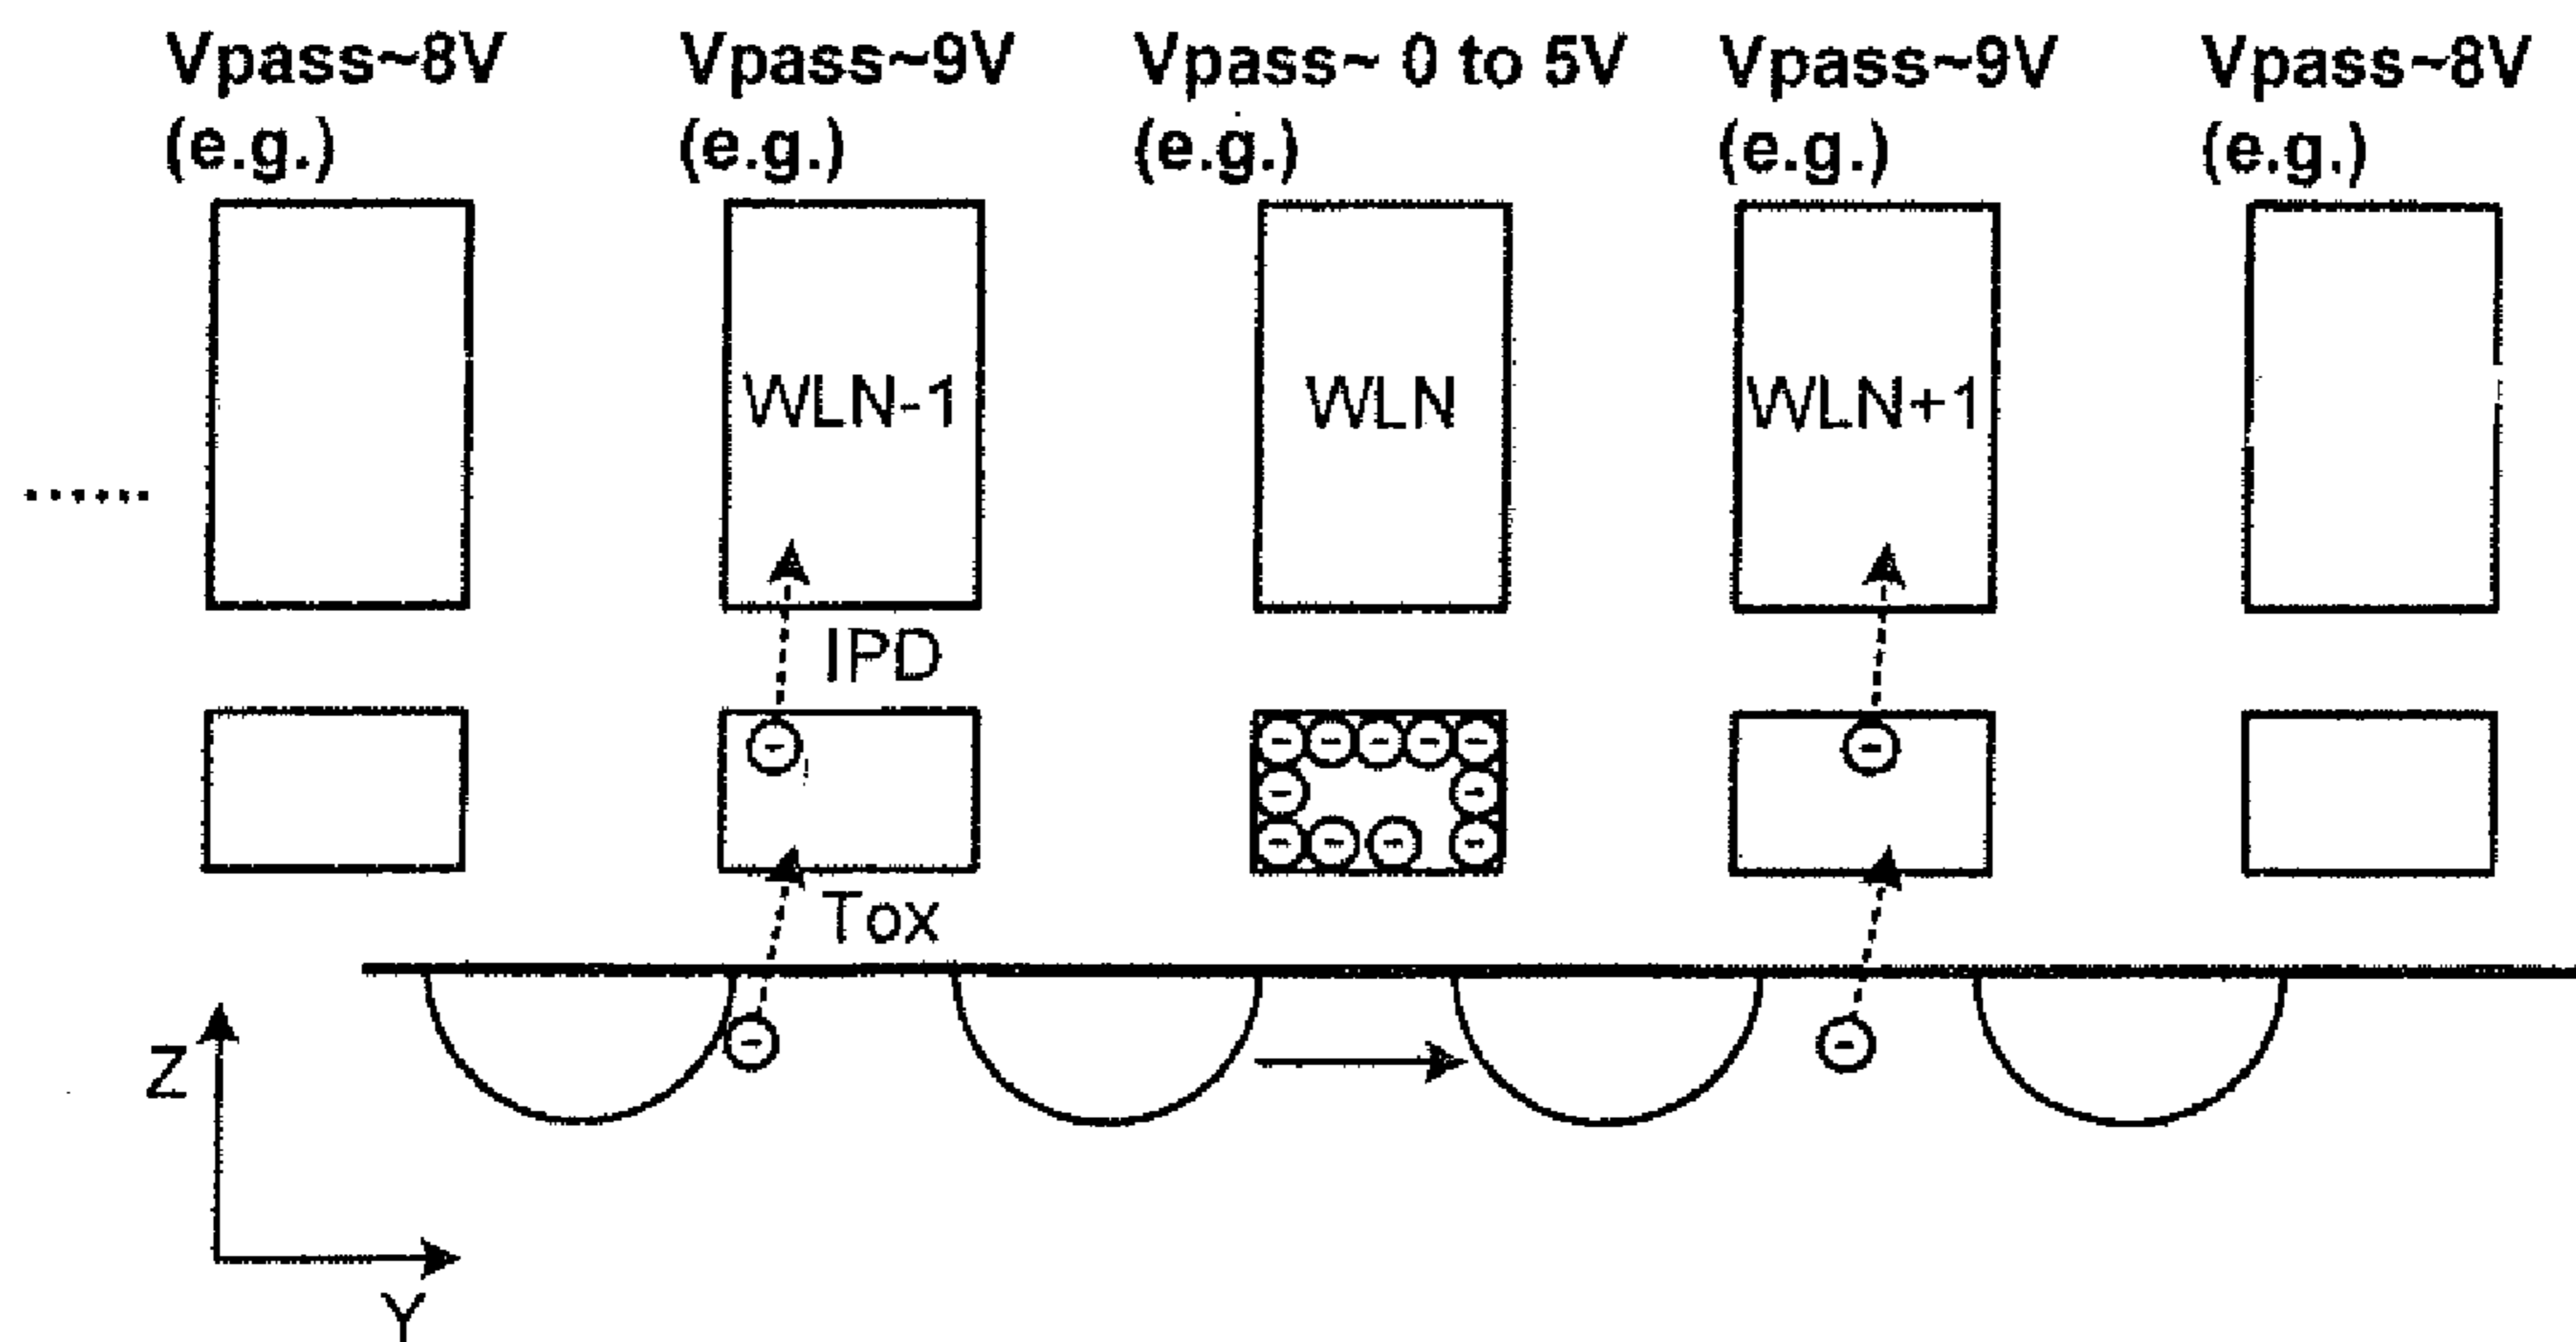 Vpass~8V
(e.g.)
Vpass~9V
(e.g.)
Vpass~ 0 to 5V
(e.g.)
Vpass~9V
(e.g.)
Vpass~8V
(e.g.)
WLN-1
WLN
WLN+1
......
IPD
Tox
Z
Y